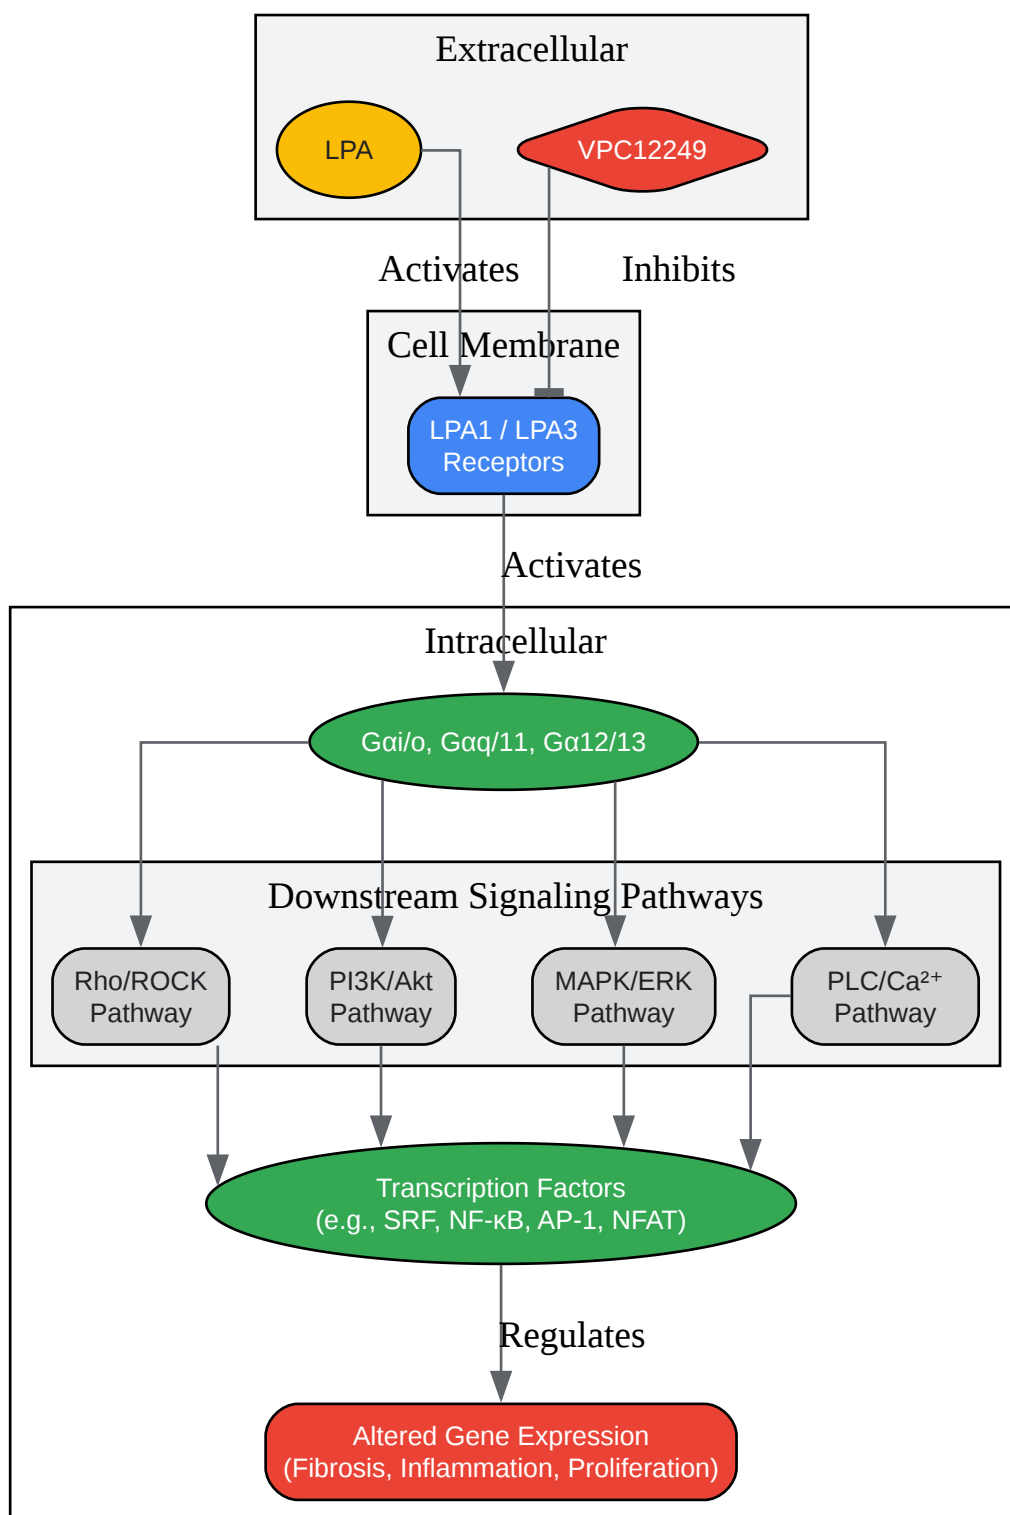 Extracellular
LPA
VPC12249
Activates
Inhibits
Cell Membrane
LPA1 / LPA3
Receptors
Activates
Intracellular
Gαi/o, Gαq/11, Gα12/13
Downstream Signaling Pathways
Rho/ROCK
Pathway
PI3K/Akt
Pathway
MAPK/ERK
Pathway
PLC/Ca²⁺
Pathway
Transcription Factors
(e.g., SRF, NF-κB, AP-1, NFAT)
Regulates
Altered Gene Expression
(Fibrosis, Inflammation, Proliferation)